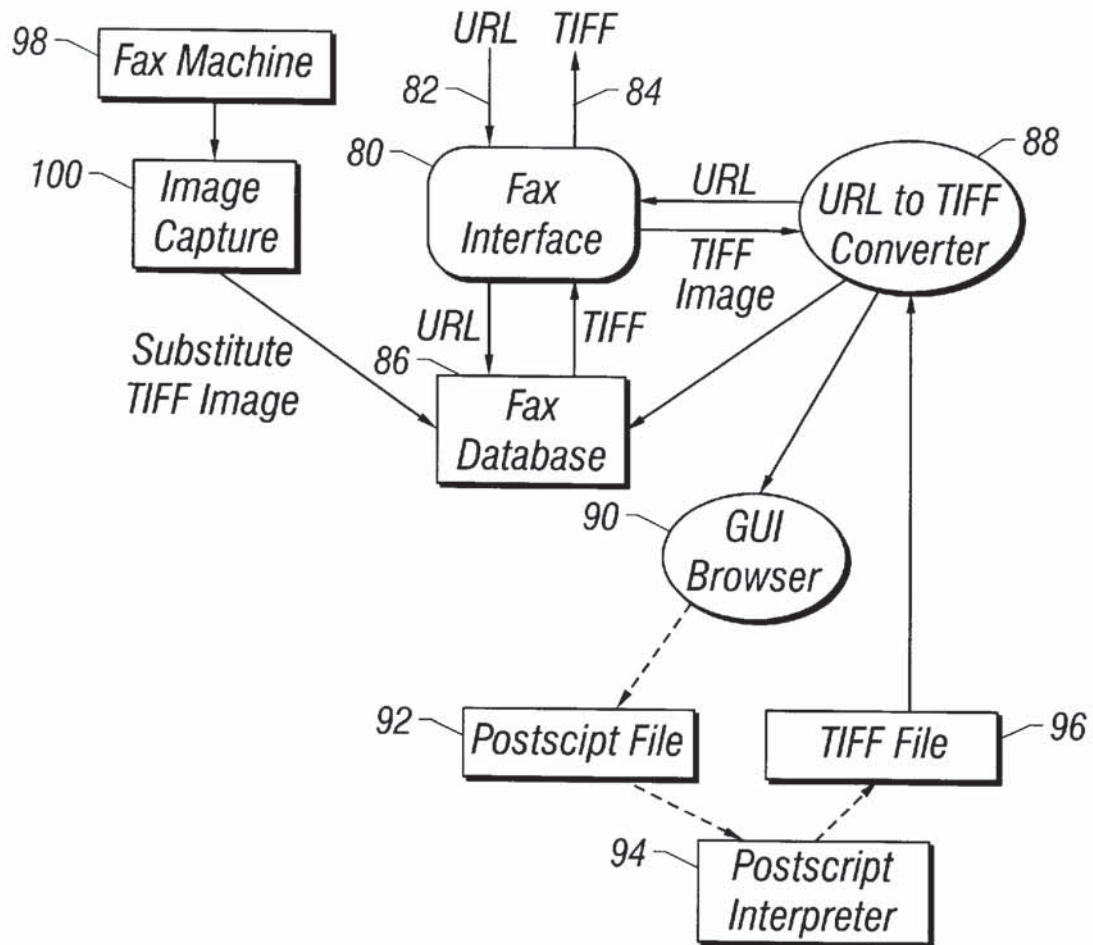 98
Fax Machine
100
Image
Capture
Substitute
TIFF Image
URL
TIFF
82
84
80
Fax
Interface
URL
TIFF
Image
88
URL to TIFF
Converter
URL
TIFF
86
Fax
Database
90
GUI
Browser
92
Postscipt File
TIFF File
96
94
Postscript
Interpreter